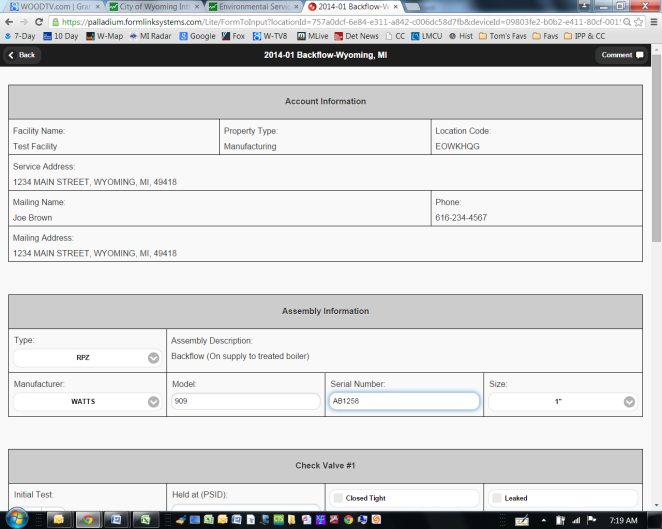 WOODTV.com | Gran
City of Wyoming Int
Environmental Servic
2014-01 Backflow-W
https://palladium.formlinksystems.com/Lite/FormToInput?locationId=757a0dcf-6e84-e311-a842-c006dc58d7fb&deviceId=09803fe2-b0b2-e411-80cf-001
7-Day 10 Day W-Map MI Radar Google Fox W-TV8 MLive Det News CC LMCU Hist Tom's Favs Favs IPP & CC
Back 2014-01 Backflow-Wyoming, MI Comment
Account Information
Facility Name: Property Type: Location Code:
Test Facility Manufacturing EOWKHQG
Service Address:
1234 MAIN STREET, WYOMING, MI, 49418
Mailing Name: Phone:
Joe Brown 616-234-4567
Mailing Address:
1234 MAIN STREET, WYOMING, MI, 49418
Assembly Information
Type: Assembly Description:
RPZ Backflow (On supply to treated boiler)
Manufacturer: Model: Serial Number: Size:
WATTS 909 AB1258 1"
Check Valve #1
Initial Test: Held at (PSID): Closed Tight Leaked
7:19 AM